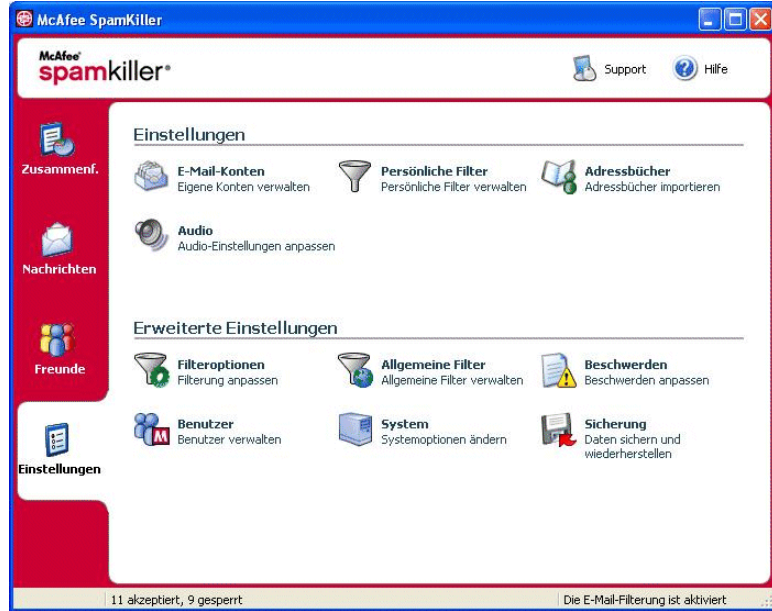 McAfee SpamKiller
McAfee
spamkiller
Support
Hilfe
Zusammenf.
Nachrichten
Freunde
Einstellungen
Einstellungen
E-Mail-Konten
Eigene Konten verwalten
Persönliche Filter
Persönliche Filter verwalten
Adressbücher
Adressbücher importieren
Audio
Audio-Einstellungen anpassen
Erweiterte Einstellungen
Filteroptionen
Filterung anpassen
Allgemeine Filter
Allgemeine Filter verwalten
Beschwerden
Beschwerden anpassen
Benutzer
Benutzer verwalten
System
Systemoptionen ändern
Sicherung
Daten sichern und
wiederherstellen
11 akzeptiert, 9 gesperrt
Die E-Mail-Filterung ist aktiviert